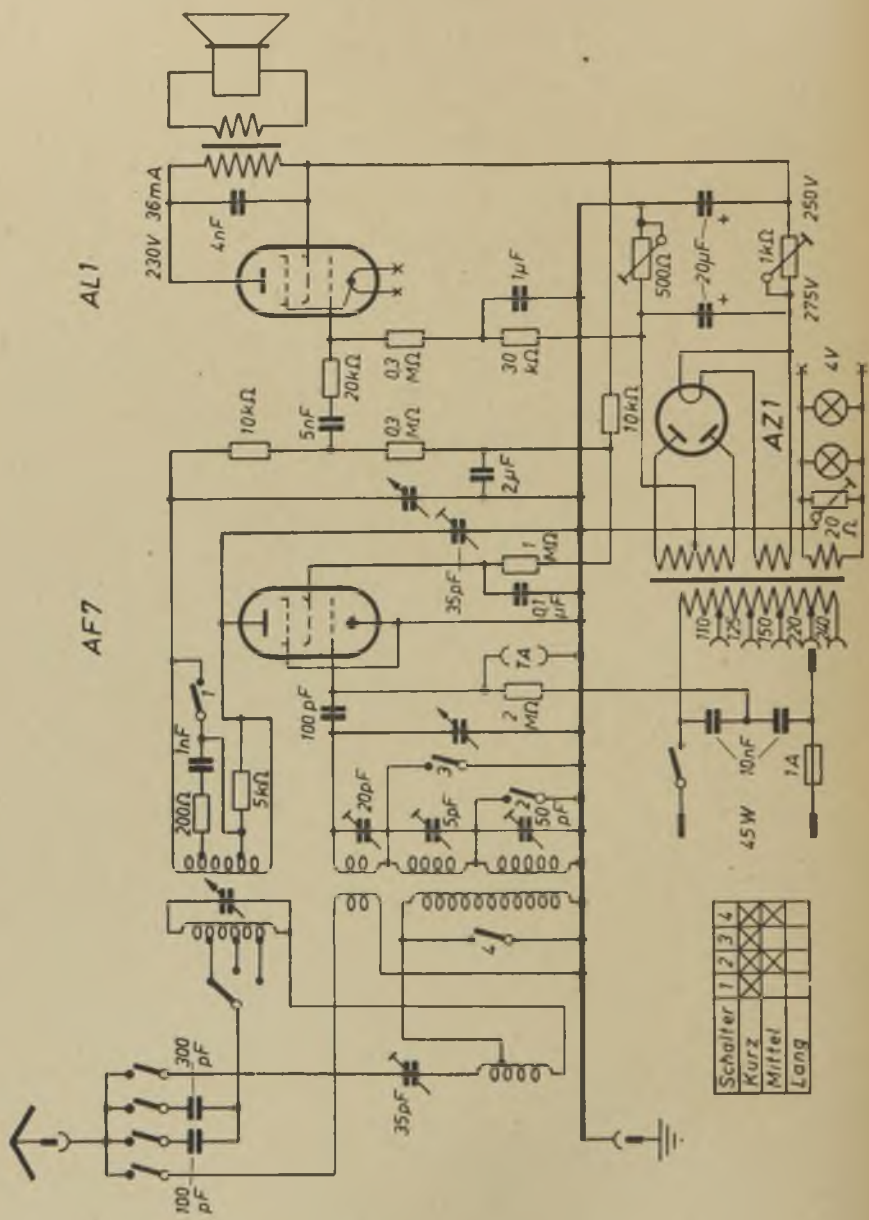 AL1
AF7
230V 36mA
4nF
10kΩ
5nF
20kΩ
0,3 MΩ
0,3 MΩ
1µF
30 kΩ
2µF
35pF
1 MΩ
0,1 µF
100pF
TA
2 MΩ
1nF
1
200Ω
5kΩ
20pF
3
5pF
2
50 pF
4
300 pF
100 pF
35pF
500Ω
20µF
+
+
1kΩ
250V
275V
10kΩ
AZ1
4V
20 Ω
110
125
150
220
240
10nF
1A
45W
Schalter 1 2 3 4
Kurz
Mittel
Lang